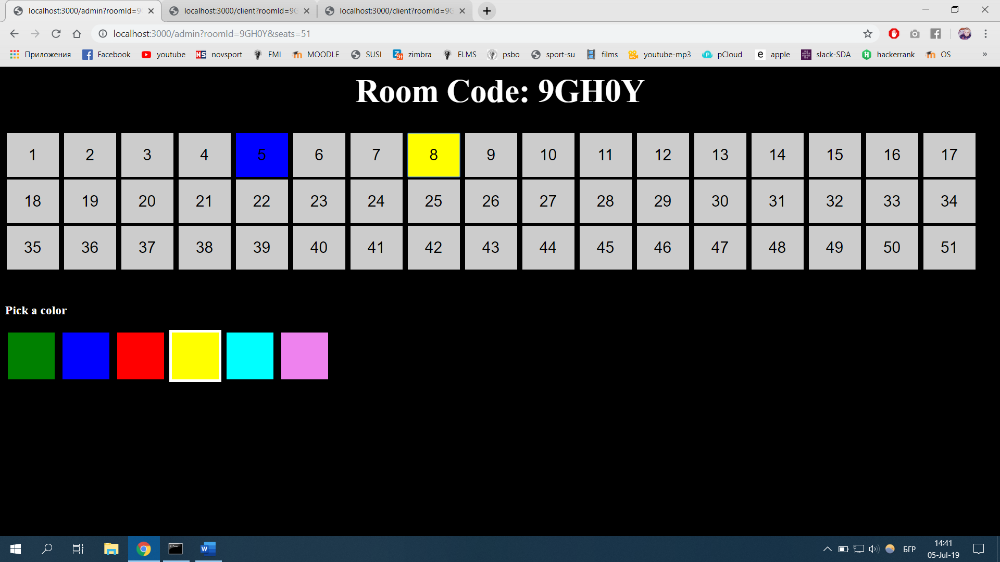 localhost:3000/admin?roomId=9 localhost:3000/client?roomId=9G localhost:3000/client?roomId=9G
localhost:3000/admin?roomId=9GH0Y&seats=51
Приложения Facebook youtube novsport FMI MOODLE SUSI zimbra ELMS psbo sport-su films youtube-mp3 pCloud apple slack-SDA hackerrank OS »
Room Code: 9GH0Y
1 2 3 4 5 6 7 8 9 10 11 12 13 14 15 16 17
18 19 20 21 22 23 24 25 26 27 28 29 30 31 32 33 34
35 36 37 38 39 40 41 42 43 44 45 46 47 48 49 50 51
Pick a color
БГР
14:41
05-Jul-19